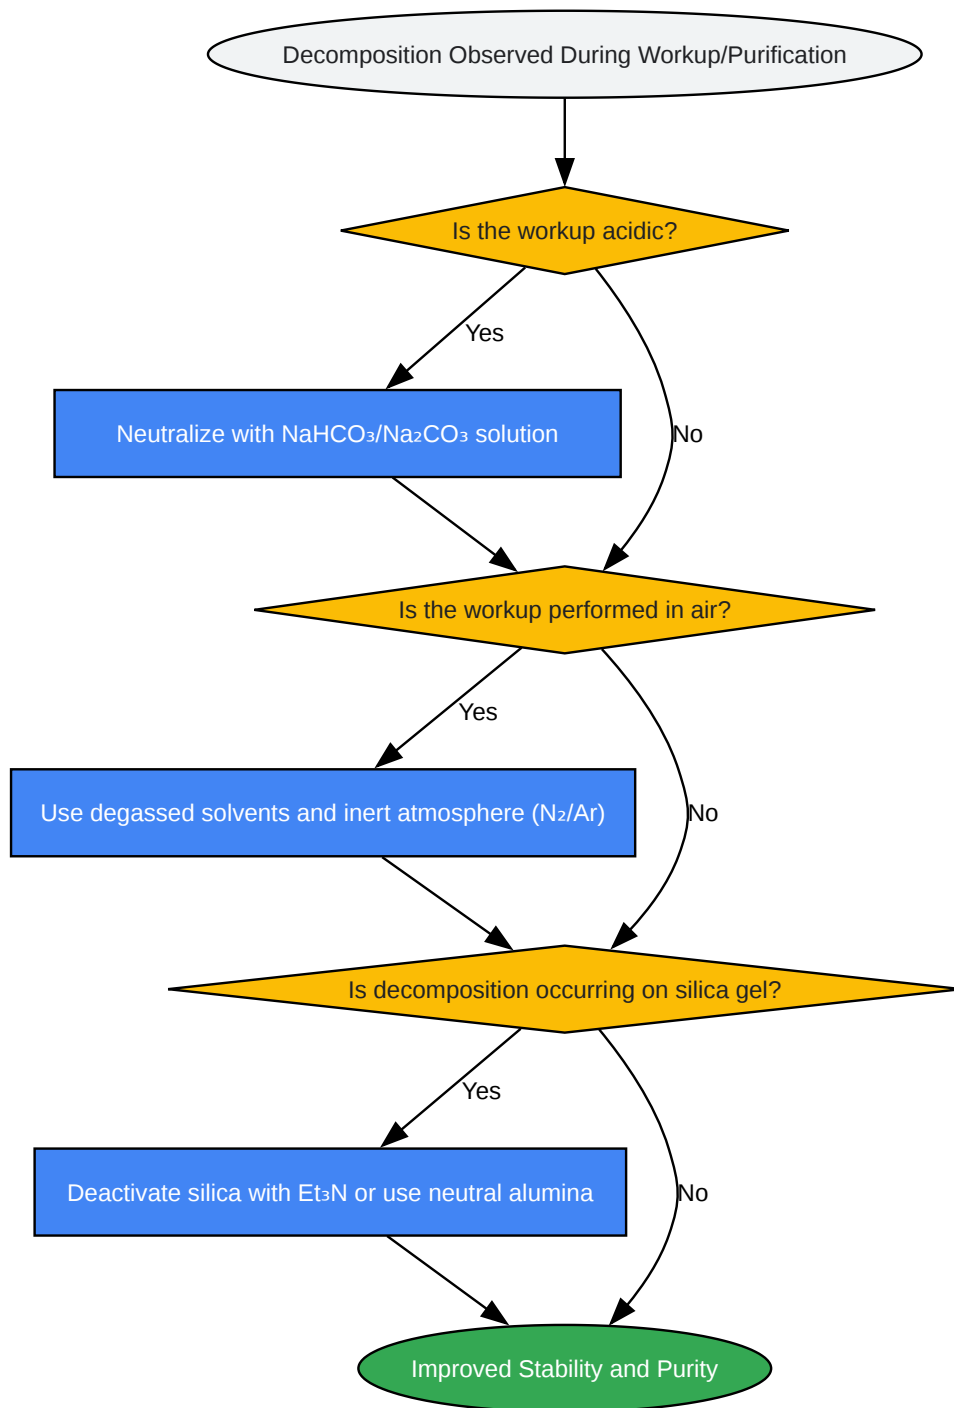 Decomposition Observed During Workup/Purification
Is the workup acidic?
Yes
Neutralize with NaHCO₃/Na₂CO₃ solution
No
Is the workup performed in air?
Yes
Use degassed solvents and inert atmosphere (N₂/Ar)
No
Is decomposition occurring on silica gel?
Yes
Deactivate silica with Et₃N or use neutral alumina
No
Improved Stability and Purity